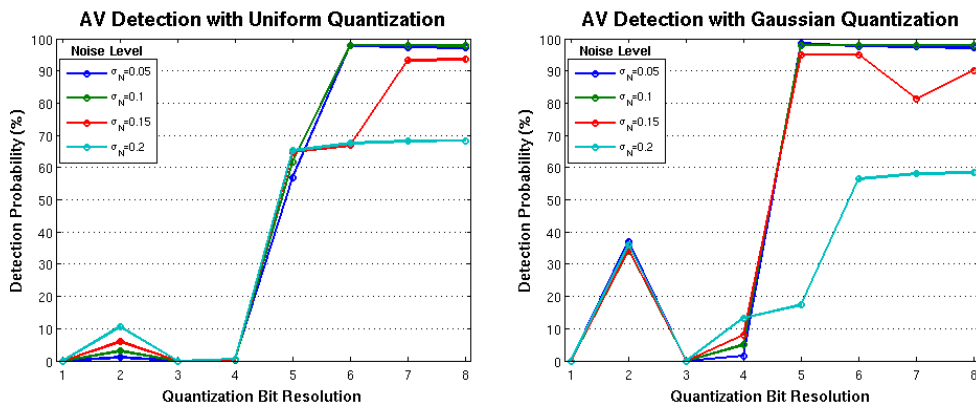 AV Detection with Uniform Quantization
Noise Level
σN=0.05
σN=0.1
σN=0.15
σN=0.2
Detection Probability (%)
100
90
80
70
60
50
40
30
20
10
0
1 2 3 4 5 6 7 8
Quantization Bit Resolution
AV Detection with Gaussian Quantization
Noise Level
σN=0.05
σN=0.1
σN=0.15
σN=0.2
Detection Probability (%)
100
90
80
70
60
50
40
30
20
10
0
1 2 3 4 5 6 7 8
Quantization Bit Resolution